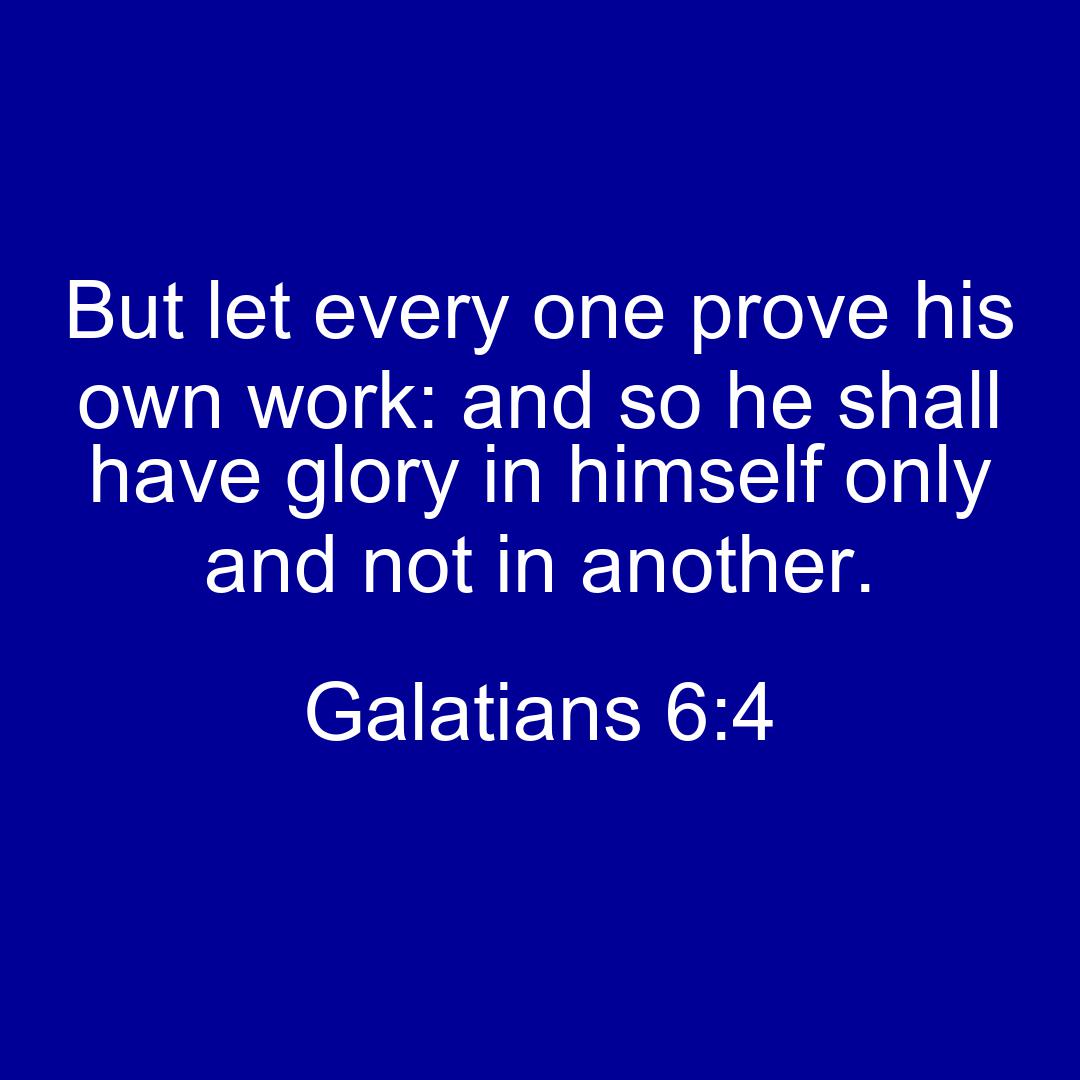 But let every one prove his
own work: and so he shall
have glory in himself only
and not in another.
Galatians 6:4